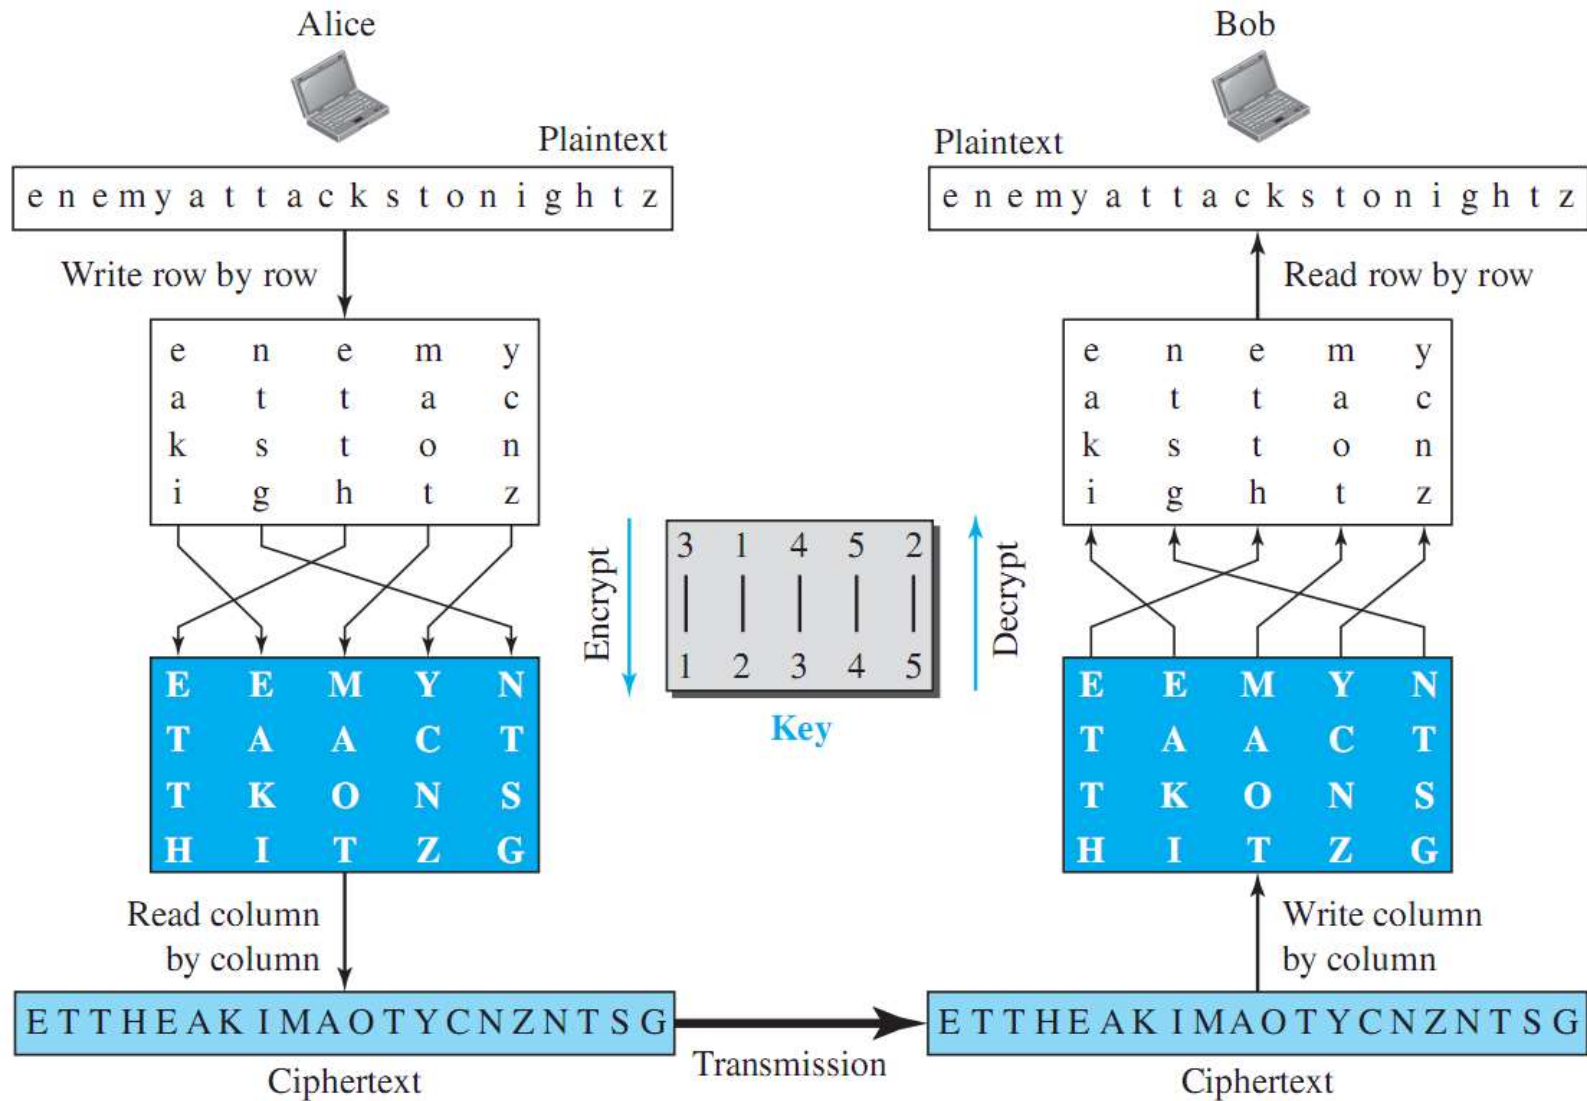 Alice
Plaintext
e n e m y a t t a c k s t o n i g h t z
Write row by row
e n e m y
a t t a c
k s t o n
i g h t z
E E M Y N
T A A C T
T K O N S
H I T Z G
Read column
by column
E T T H E A K I M A O T Y C N Z N T S G
Ciphertext
Encrypt
3 1 4 5 2
1 2 3 4 5
Key
Decrypt
Transmission
Bob
Plaintext
e n e m y a t t a c k s t o n i g h t z
Read row by row
e n e m y
a t t a c
k s t o n
i g h t z
E E M Y N
T A A C T
T K O N S
H I T Z G
Write column
by column
E T T H E A K I M A O T Y C N Z N T S G
Ciphertext